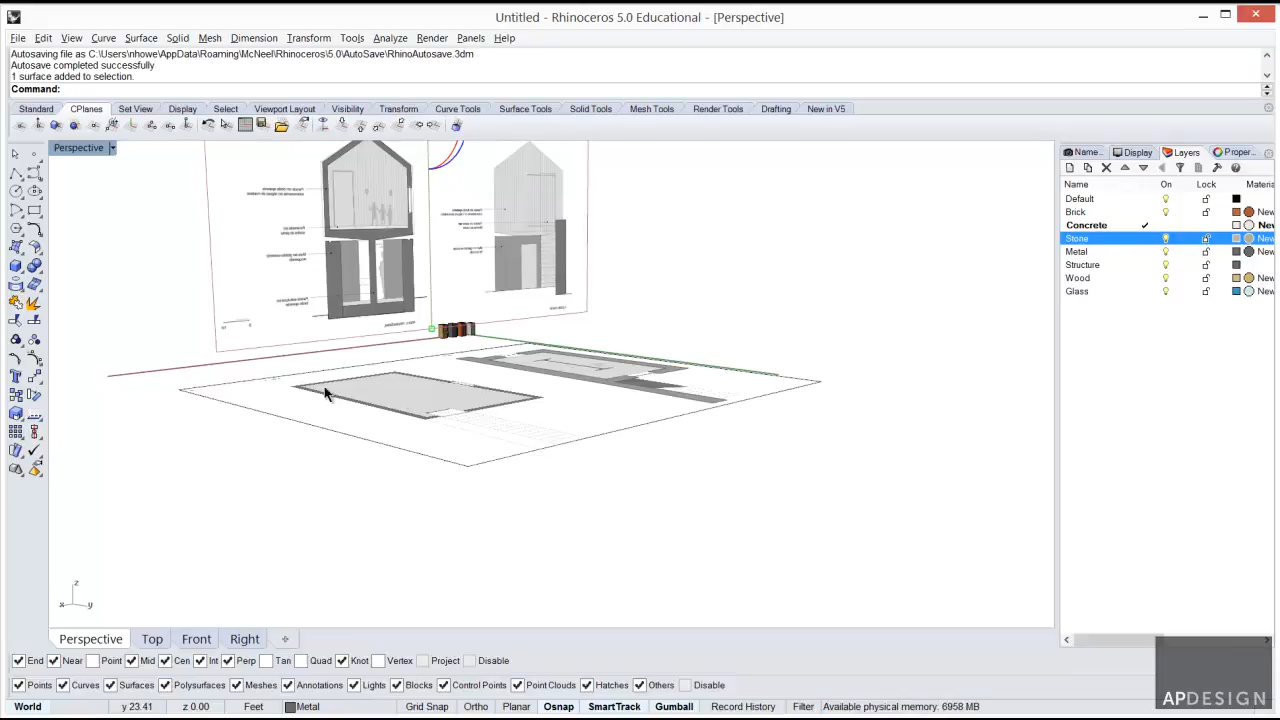 Untitled - Rhinoceros 5.0 Educational - [Perspective]
File Edit View Curve Surface Solid Mesh Dimension Transform Tools Analyze Render Panels Help
Autosaving file as C:\Users\nhowe\AppData\Roaming\McNeel\Rhinoceros\5.0\AutoSave\RhinoAutosave.3dm
Autosave completed successfully
1 surface added to selection.
Command:
Standard CPlanes Set View Display Select Viewport Layout Visibility Transform Curve Tools Surface Tools Solid Tools Mesh Tools Render Tools Drafting New in V5
Perspective
Name... Display Layers Proper...
Name On Lock Materia
Default
Brick New
Concrete New
Stone New
Metal New
Structure
Wood New
Glass New
z
x y
Perspective Top Front Right
End Near Point Mid Cen Int Perp Tan Quad Knot Vertex Project Disable
Points Curves Surfaces Polysurfaces Meshes Annotations Lights Blocks Control Points Point Clouds Hatches Others Disable
World y 23.41 z 0.00 Feet Metal Grid Snap Ortho Planar Osnap SmartTrack Gumball Record History Filter Available physical memory: 6958 MB
APDESIGN